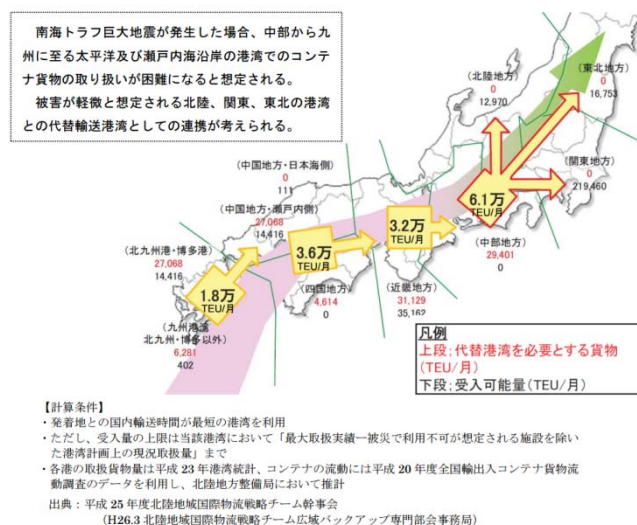 南海トラフ巨大地震が発生した場合、中部から九
州に至る太平洋及び瀬戸内海沿岸の港湾でのコンテ
ナ貨物の取り扱いが困難になると想定される。
被害が軽微と想定される北陸、関東、東北の港湾
との代替輸送港湾としての連携が考えられる。
(東北地方)
0
16,753
(北陸地方)
0
12,970
(関東地方)
0
219,460
(中国地方・日本海側)
0
111
(中国地方・瀬戸内側)
27,068
14,416
6.1万
TEU/月
3.2万
TEU/月
(中部地方)
29,401
0
(北九州港・博多港)
27,068
14,416
3.6万
TEU/月
1.8万
TEU/月
(四国地方)
4,614
0
(近畿地方)
31,129
35,162
(九州港湾
北九州・博多以外)
6,281
402
凡例
上段;代替港湾を必要とする貨物
(TEU/月)
下段;受入可能量(TEU/月)
【計算条件】
・発着地との国内輸送時間が最短の港湾を利用
・ただし、受入量の上限は当該港湾において「最大取扱実績ー被災で利用不可が想定される施設を除い
た港湾計画上の現況取扱量」まで
・各港の取扱貨物量は平成 23 年港湾統計、コンテナの流動には平成 20 年度全国輸出入コンテナ貨物流
動調査のデータを利用し、北陸地方整備局において推計
出典:平成 25 年度北陸地域国際物流戦略チーム幹事会
(H26.3 北陸地域国際物流戦略チーム広域バックアップ専門部会事務局)